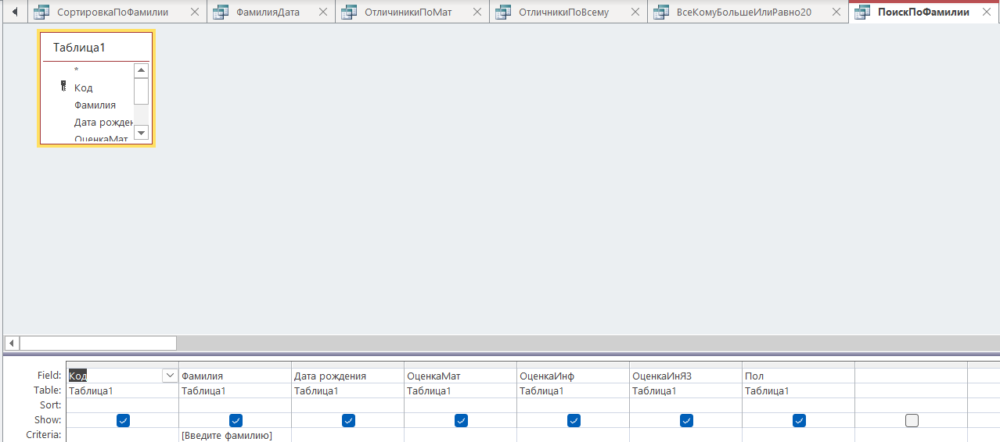 СортировкаПоФамилии ФамилияДата ОтличиникиПоМат ОтличникиПоВсему ВсеКомуБольшеИлиРавно20 ПоискПоФамилии
Таблица1
*
Код
Фамилия
Дата рожден
ОценкаМат
Field: Код Фамилия Дата рождения ОценкаМат ОценкаИнф ОценкаИнЯЗ Пол
Table: Таблица1 Таблица1 Таблица1 Таблица1 Таблица1 Таблица1 Таблица1
Sort:
Show:
Criteria: [Введите фамилию]